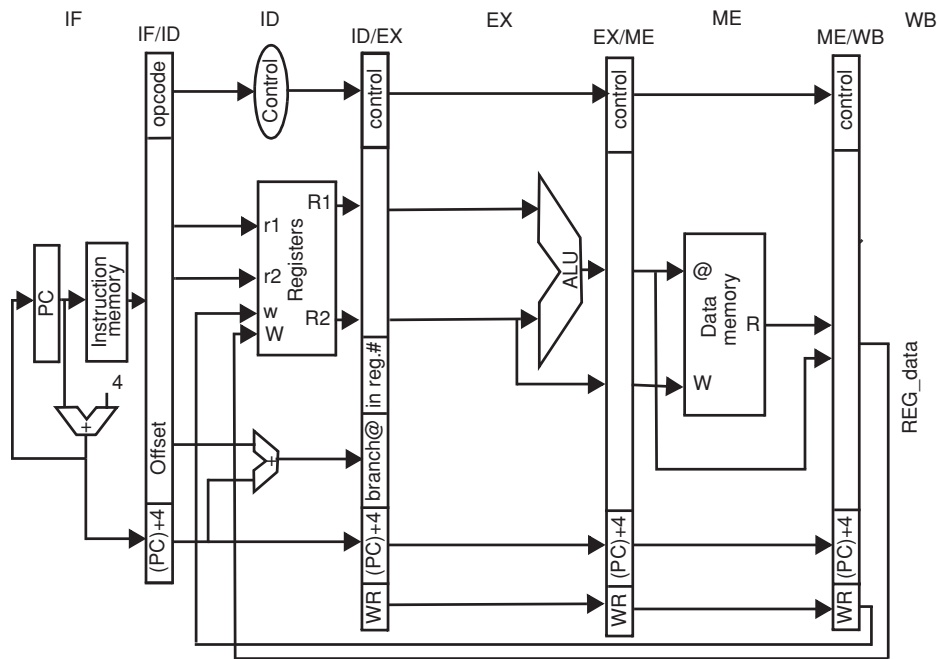 IF
ID
EX
ME
WB
IF/ID
ID/EX
EX/ME
ME/WB
opcode
Control
control
control
control
r1
r2
w
W
Registers
R1
R2
PC
Instruction
memory
4
+
Offset
(PC)+4
+
in reg.#
branch@
(PC)+4
WR
ALU
@
W
Data
memory
R
(PC)+4
WR
(PC)+4
WR
REG_data